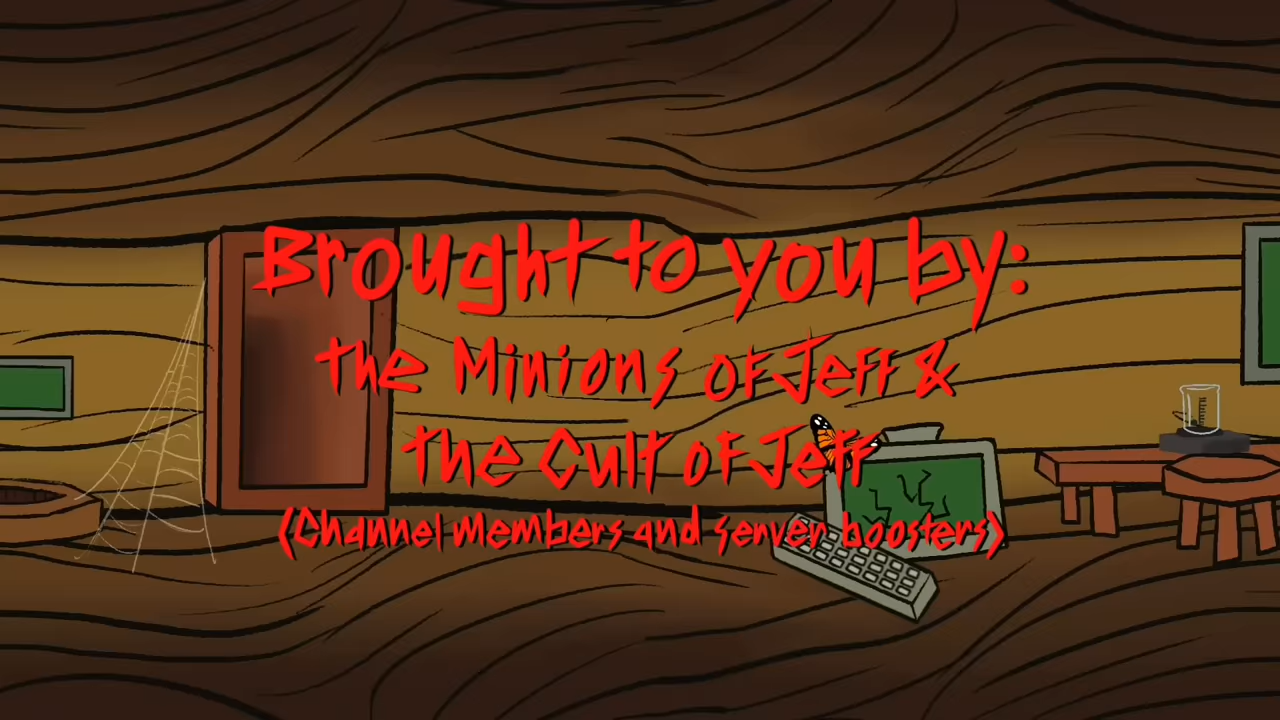 Brought to you by:
the Minions of Jeff &
the Cult of Jeff
(Channel members and server boosters)